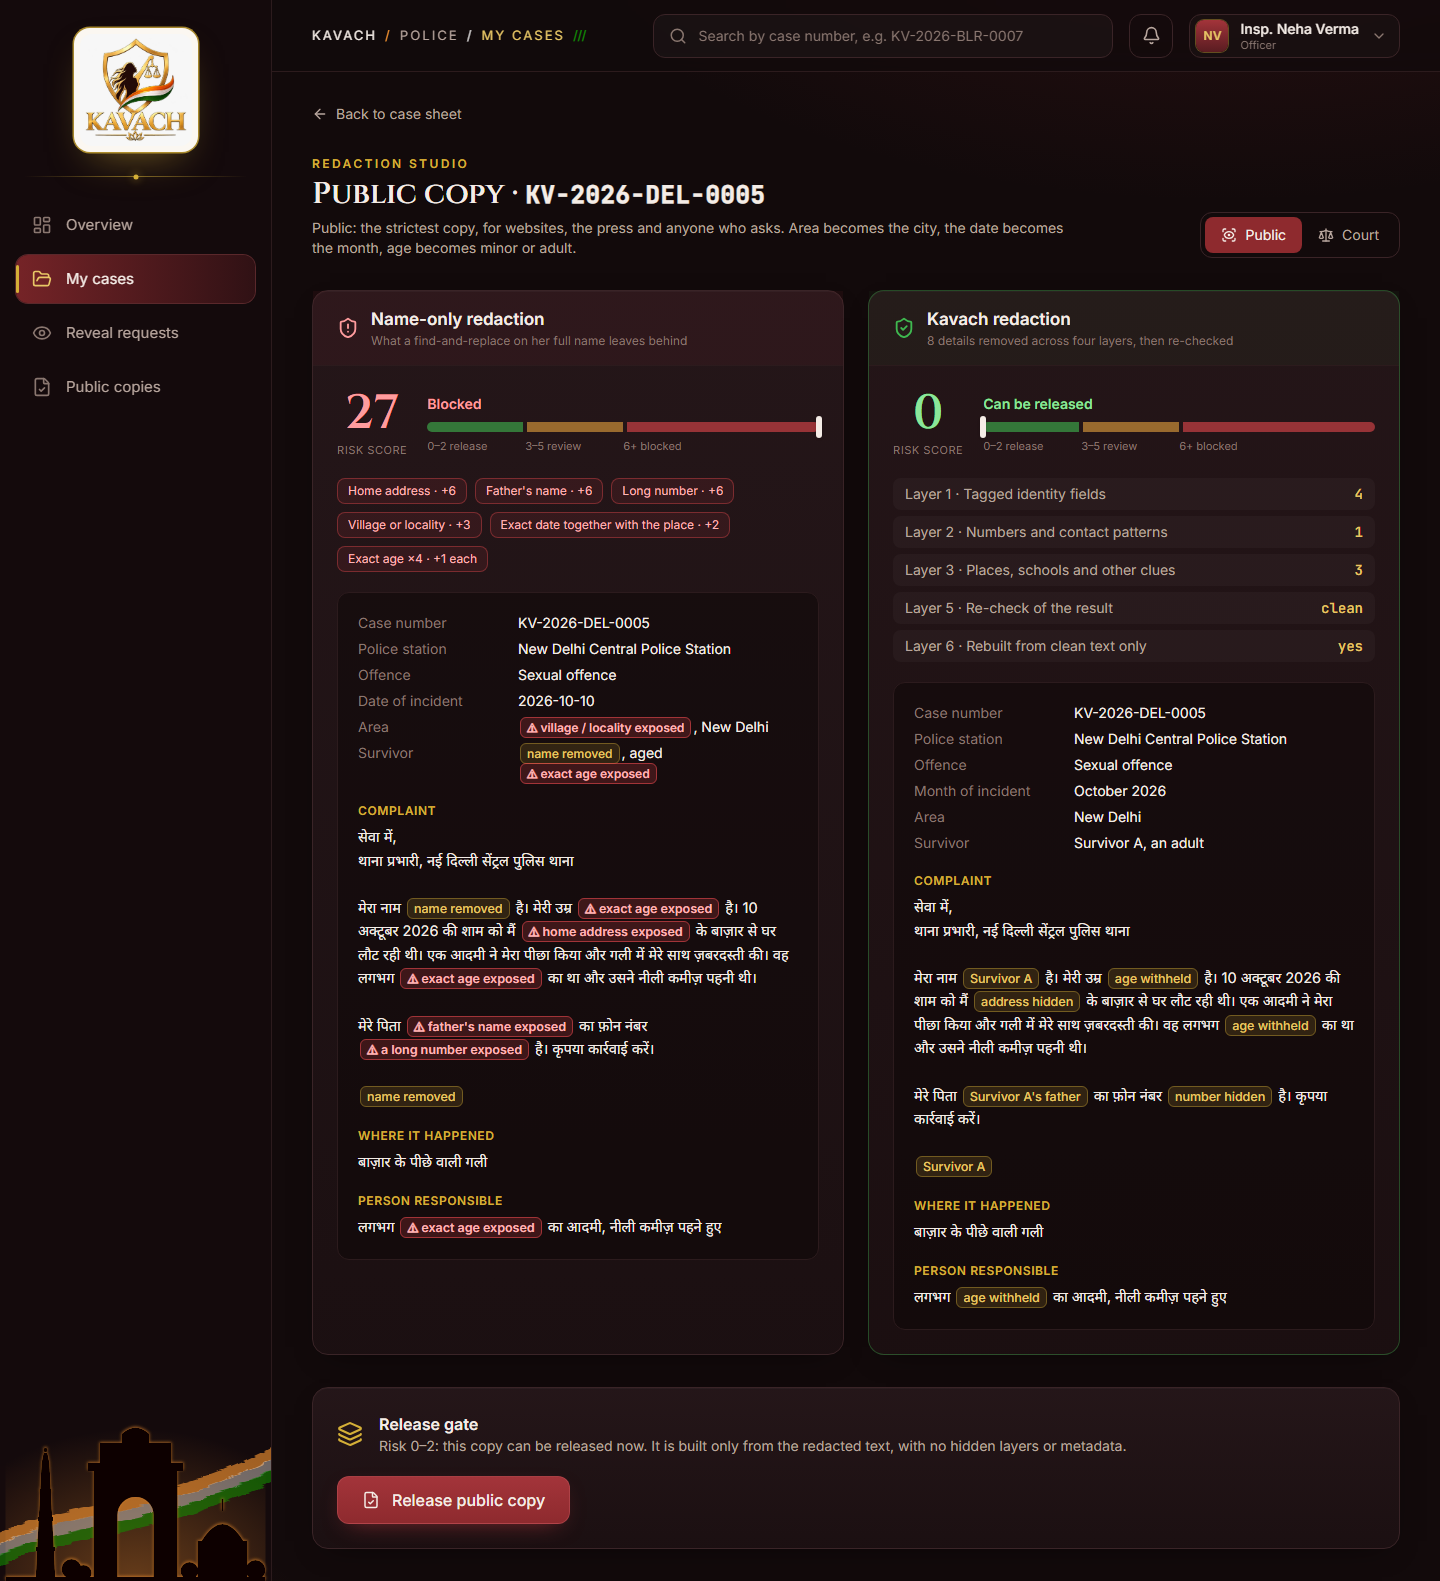 KAVACH
KAVACH / POLICE / MY CASES ///
Search by case number, e.g. KV-2026-BLR-0007
NV
Insp. Neha Verma
Officer
Overview
My cases
Reveal requests
Public copies
Back to case sheet
REDACTION STUDIO
PUBLIC COPY · KV-2026-DEL-0005
Public: the strictest copy, for websites, the press and anyone who asks. Area becomes the city, the date becomes
the month, age becomes minor or adult.
Public
Court
Name-only redaction
What a find-and-replace on her full name leaves behind
27
RISK SCORE
Blocked
0–2 release
3–5 review
6+ blocked
Home address · +6
Father's name · +6
Long number · +6
Village or locality · +3
Exact date together with the place · +2
Exact age ×4 · +1 each
Case number KV-2026-DEL-0005
Police station New Delhi Central Police Station
Offence Sexual offence
Date of incident 2026-10-10
Area ⚠ village / locality exposed , New Delhi
Survivor name removed , aged
⚠ exact age exposed
COMPLAINT
सेवा में,
थाना प्रभारी, नई दिल्ली सेंट्रल पुलिस थाना
मेरा नाम name removed है। मेरी उम्र ⚠ exact age exposed है। 10
अक्टूबर 2026 की शाम को मैं ⚠ home address exposed के बाज़ार से घर
लौट रही थी। एक आदमी ने मेरा पीछा किया और गली में मेरे साथ ज़बरदस्ती की। वह
लगभग ⚠ exact age exposed का था और उसने नीली कमीज़ पहनी थी।
मेरे पिता ⚠ father's name exposed का फ़ोन नंबर
⚠ a long number exposed है। कृपया कार्रवाई करें।
name removed
WHERE IT HAPPENED
बाज़ार के पीछे वाली गली
PERSON RESPONSIBLE
लगभग ⚠ exact age exposed का आदमी, नीली कमीज़ पहने हुए
Kavach redaction
8 details removed across four layers, then re-checked
0
RISK SCORE
Can be released
0–2 release
3–5 review
6+ blocked
Layer 1 · Tagged identity fields 4
Layer 2 · Numbers and contact patterns 1
Layer 3 · Places, schools and other clues 3
Layer 5 · Re-check of the result clean
Layer 6 · Rebuilt from clean text only yes
Case number KV-2026-DEL-0005
Police station New Delhi Central Police Station
Offence Sexual offence
Month of incident October 2026
Area New Delhi
Survivor Survivor A, an adult
COMPLAINT
सेवा में,
थाना प्रभारी, नई दिल्ली सेंट्रल पुलिस थाना
मेरा नाम Survivor A है। मेरी उम्र age withheld है। 10 अक्टूबर 2026 की
शाम को मैं address hidden के बाज़ार से घर लौट रही थी। एक आदमी ने मेरा
पीछा किया और गली में मेरे साथ ज़बरदस्ती की। वह लगभग age withheld का था
और उसने नीली कमीज़ पहनी थी।
मेरे पिता Survivor A's father का फ़ोन नंबर number hidden है। कृपया
कार्रवाई करें।
Survivor A
WHERE IT HAPPENED
बाज़ार के पीछे वाली गली
PERSON RESPONSIBLE
लगभग age withheld का आदमी, नीली कमीज़ पहने हुए
Release gate
Risk 0–2: this copy can be released now. It is built only from the redacted text, with no hidden layers or metadata.
Release public copy